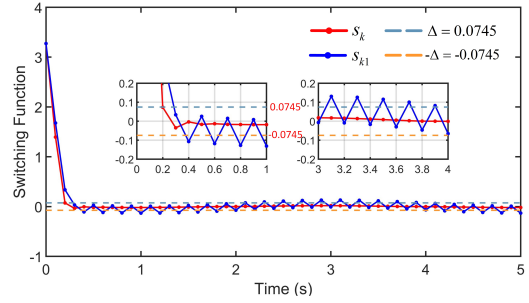 4
3
2
1
0
-1
Switching Function
s_k
Δ = 0.0745
s_{k1}
-Δ = -0.0745
0.2
0.1
0
-0.1
-0.2
0 0.2 0.4 0.6 0.8 1
0.0745
-0.0745
0.2
0.1
0
-0.1
-0.2
3 3.2 3.4 3.6 3.8 4
0 1 2 3 4 5
Time (s)